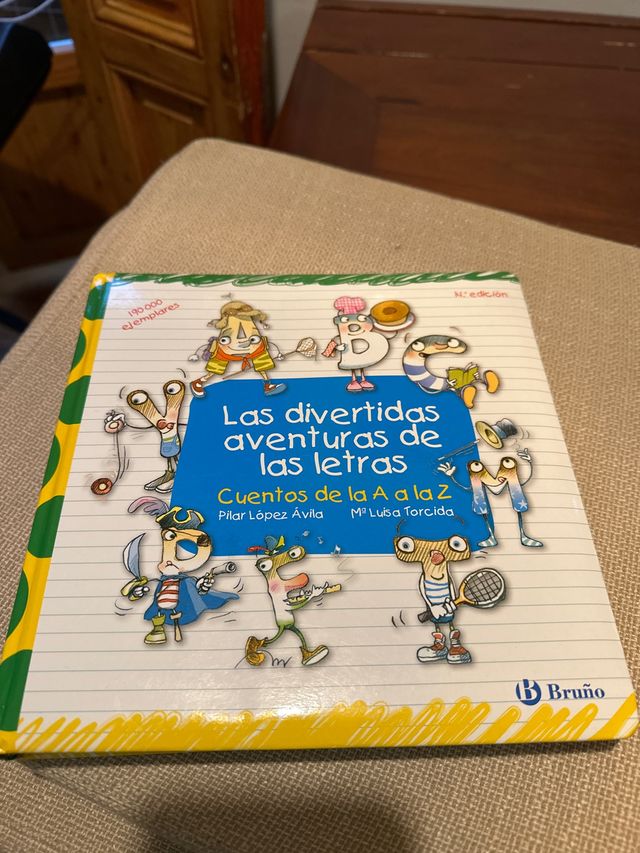 190 000
ejemplares
N.ª edición
Las divertidas
aventuras de
las letras
Cuentos de la A a la Z
Pilar López Ávila Mª Luisa Torcida
B Bruño